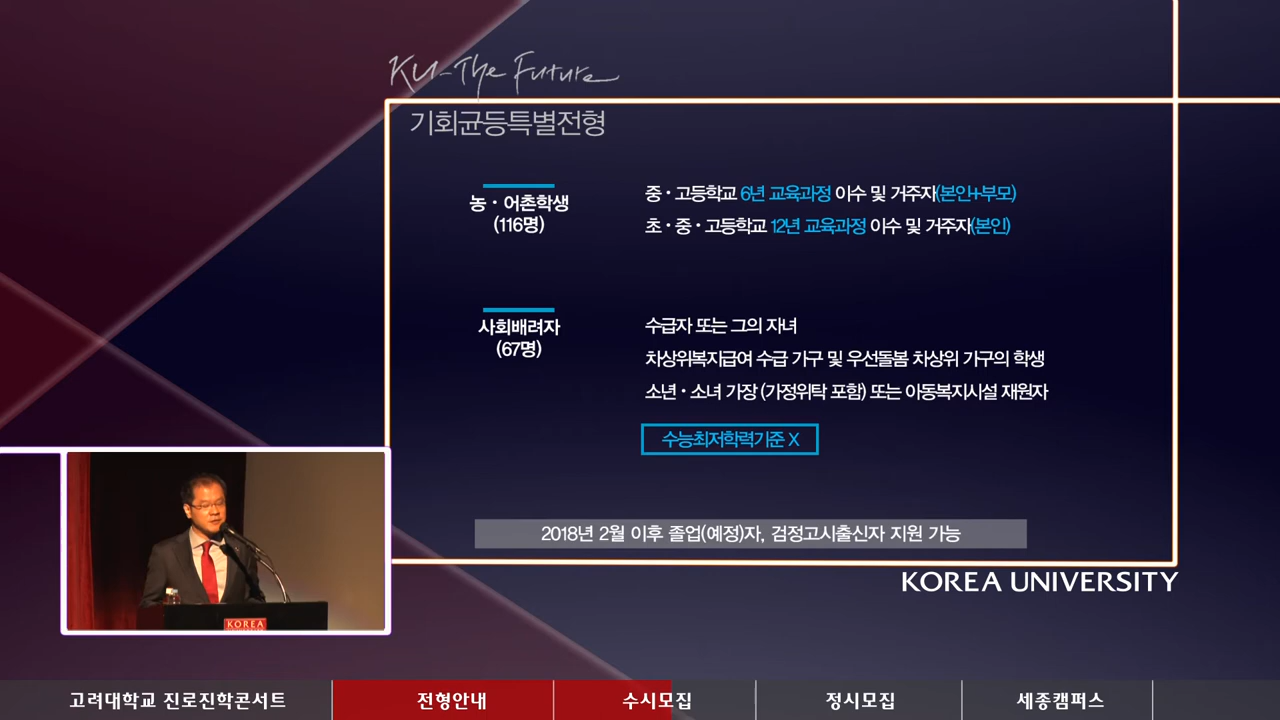 KU-The Future
기회균등특별전형
농·어촌학생
(116명)
중·고등학교 6년 교육과정 이수 및 거주자(본인+부모)
초·중·고등학교 12년 교육과정 이수 및 거주자(본인)
사회배려자
(67명)
수급자 또는 그의 자녀
차상위복지급여 수급 가구 및 우선돌봄 차상위 가구의 학생
소년·소녀 가장 (가정위탁 포함) 또는 아동복지시설 재원자
수능최저학력기준 X
2018년 2월 이후 졸업(예정)자, 검정고시출신자 지원 가능
KOREA UNIVERSITY
KOREA
고려대학교 진로진학콘서트
전형안내
수시모집
정시모집
세종캠퍼스